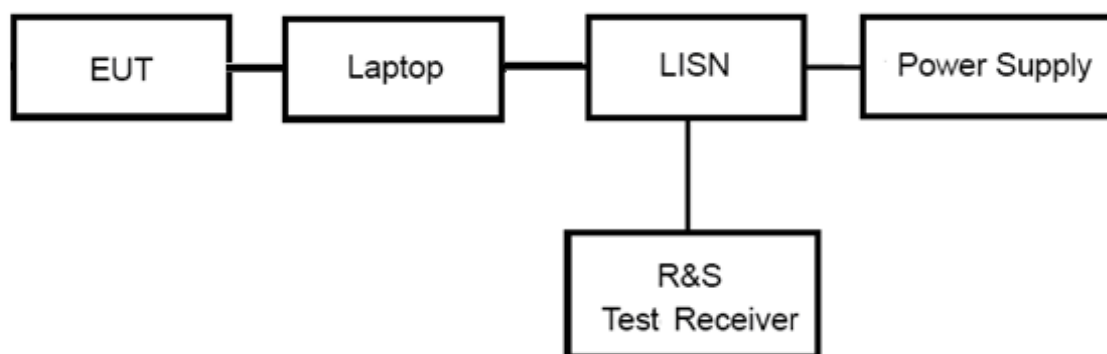 EUT
Laptop
LISN
Power Supply
R&S
Test Receiver